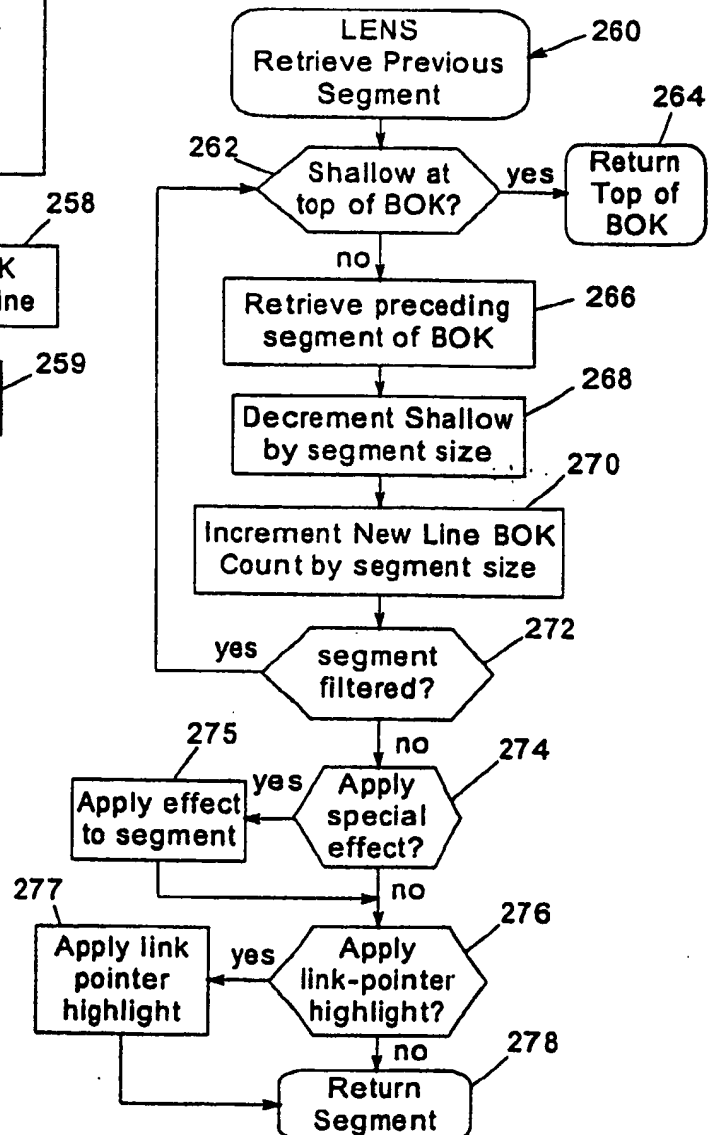 LENS
Retrieve Previous
Segment
260
264
262
Shallow at
top of BOK?
yes
Return
Top of
BOK
258
K
ine
no
Retrieve preceding
segment of BOK
266
259
268
Decrement Shallow
by segment size
270
Increment New Line BOK
Count by segment size
272
yes
segment
filtered?
no
275
274
yes
Apply effect
to segment
Apply
special
effect?
no
277
276
Apply link
pointer
highlight
yes
Apply
link-pointer
highlight?
no
278
Return
Segment